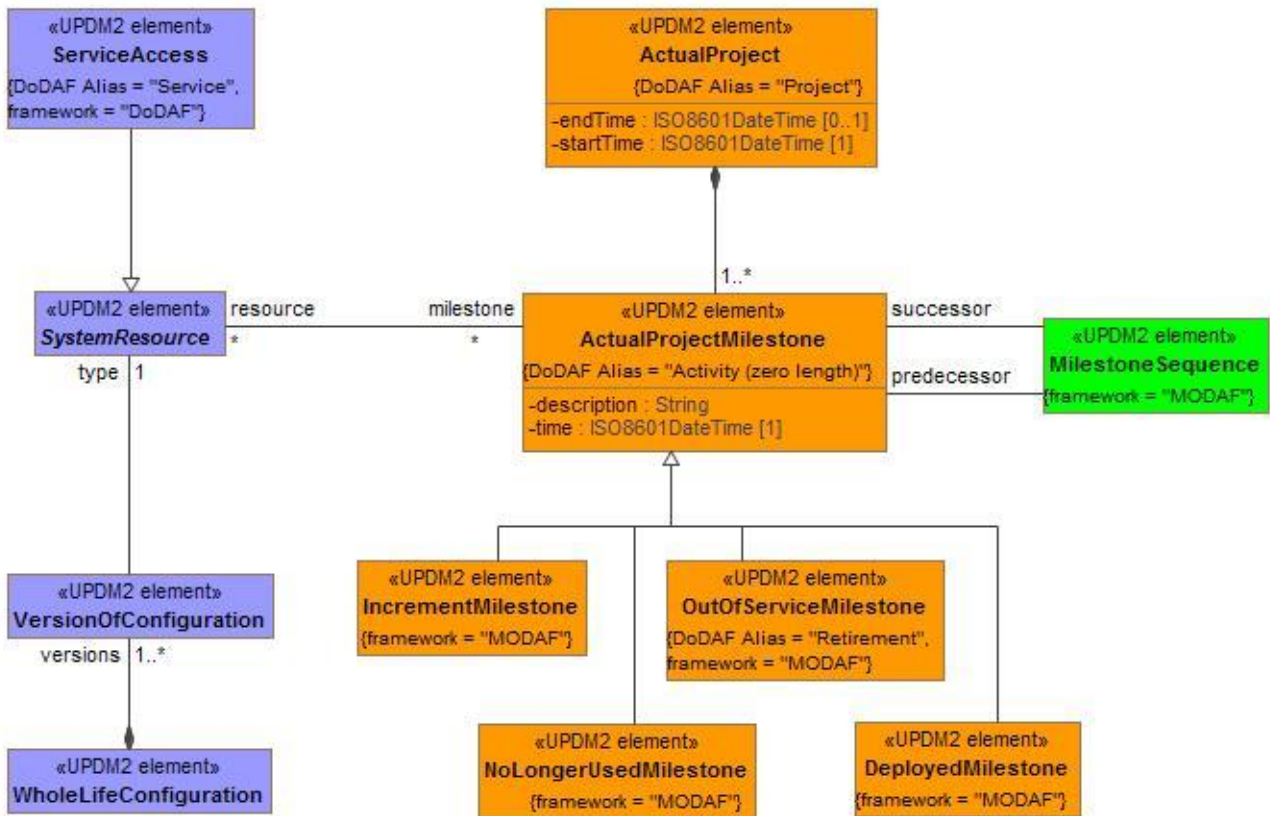 «UPDM2 element»
ServiceAccess
{DoDAF Alias = "Service",
framework = "DoDAF"}
«UPDM2 element»
ActualProject
{DoDAF Alias = "Project"}
-endTime : ISO8601DateTime [0..1]
-startTime : ISO8601DateTime [1]
1..*
«UPDM2 element»
SystemResource
resource
*
milestone
*
type 1
«UPDM2 element»
ActualProjectMilestone
{DoDAF Alias = "Activity (zero length)"}
-description : String
-time : ISO8601DateTime [1]
successor
predecessor
«UPDM2 element»
MilestoneSequence
{framework = "MODAF"}
«UPDM2 element»
VersionOfConfiguration
versions 1..*
«UPDM2 element»
WholeLifeConfiguration
«UPDM2 element»
IncrementMilestone
{framework = "MODAF"}
«UPDM2 element»
OutOfServiceMilestone
{DoDAF Alias = "Retirement",
framework = "MODAF"}
«UPDM2 element»
NoLongerUsedMilestone
{framework = "MODAF"}
«UPDM2 element»
DeployedMilestone
{framework = "MODAF"}